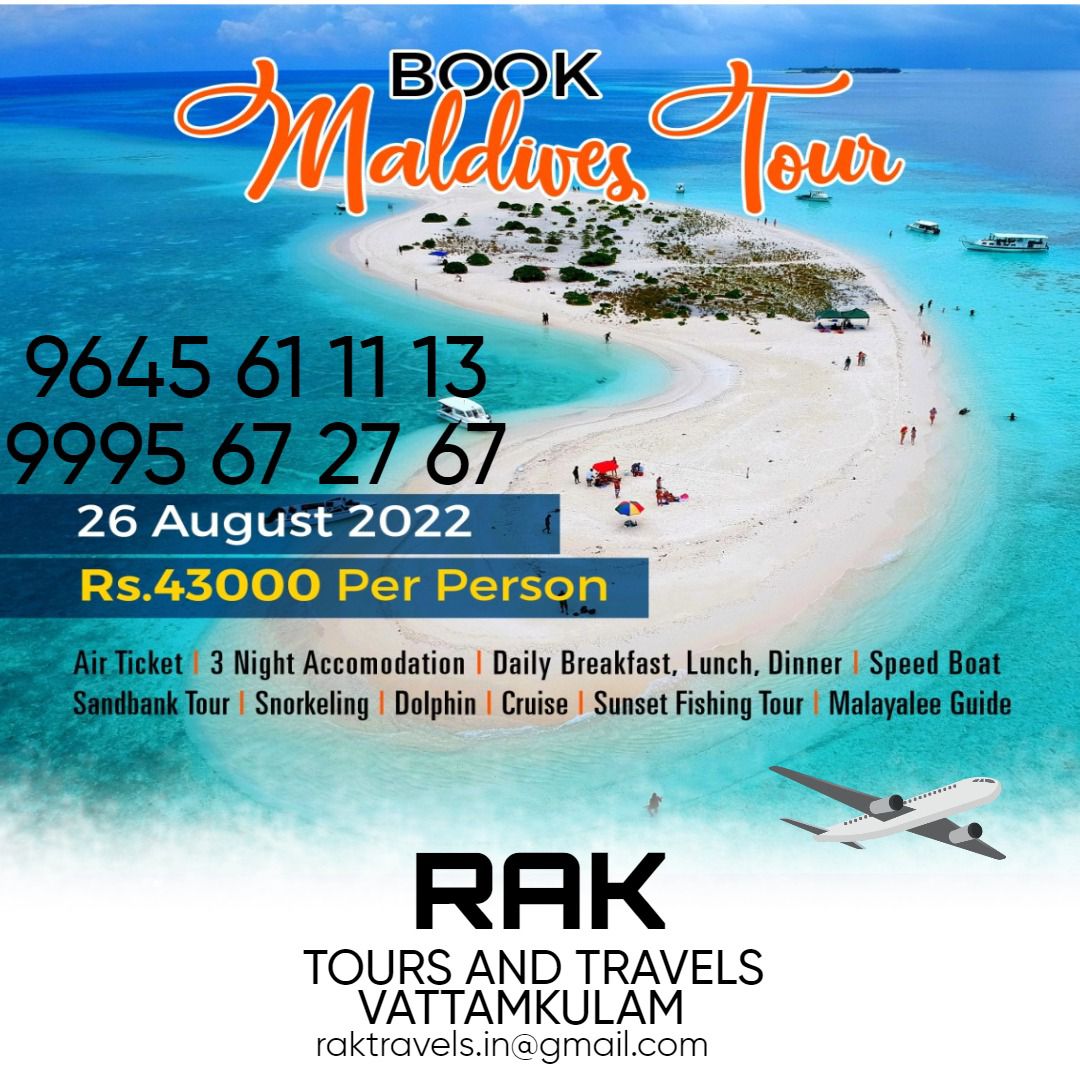 BOOK
Maldives Tour
9645 61 11 13
9995 67 27 67
26 August 2022
Rs.43000 Per Person
Air Ticket | 3 Night Accomodation | Daily Breakfast, Lunch, Dinner | Speed Boat
Sandbank Tour | Snorkeling | Dolphin | Cruise | Sunset Fishing Tour | Malayalee Guide
RAK
TOURS AND TRAVELS
VATTAMKULAM
raktravels.in@gmail.com